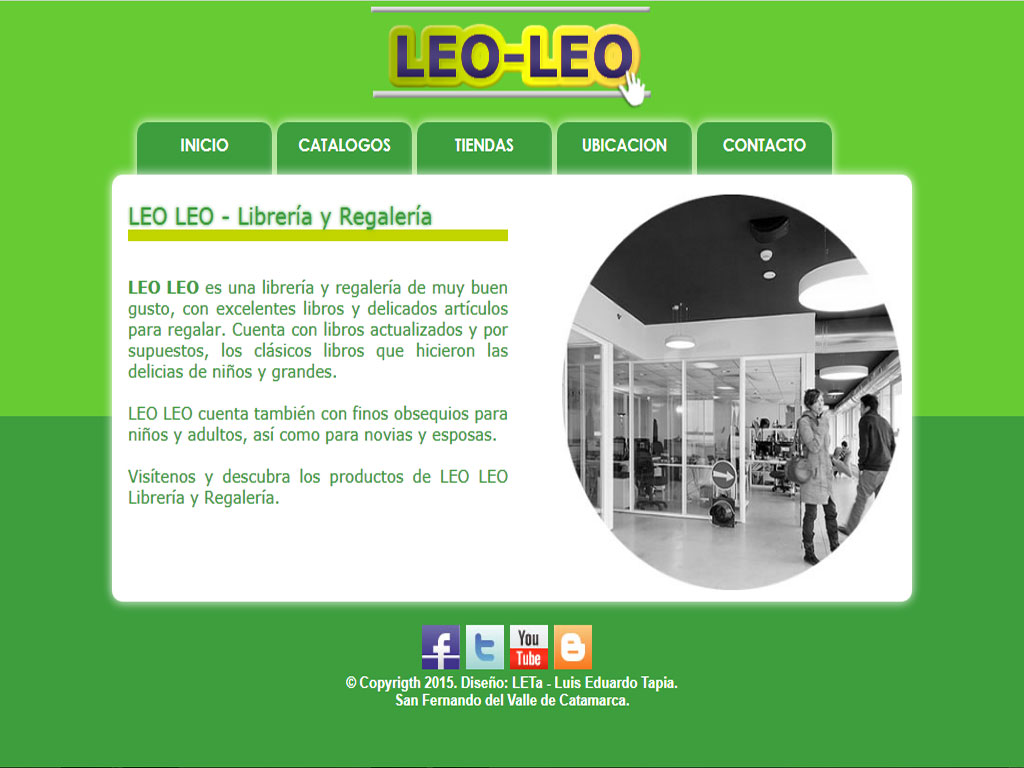 LEO-LEO
INICIO CATALOGOS TIENDAS UBICACION CONTACTO
LEO LEO - Librería y Regalería
LEO LEO es una librería y regalería de muy buen
gusto, con excelentes libros y delicados artículos
para regalar. Cuenta con libros actualizados y por
supuestos, los clásicos libros que hicieron las
delicias de niños y grandes.
LEO LEO cuenta también con finos obsequios para
niños y adultos, así como para novias y esposas.
Visítenos y descubra los productos de LEO LEO
Librería y Regalería.
You
Tube
© Copyrigth 2015. Diseño: LETa - Luis Eduardo Tapia.
San Fernando del Valle de Catamarca.